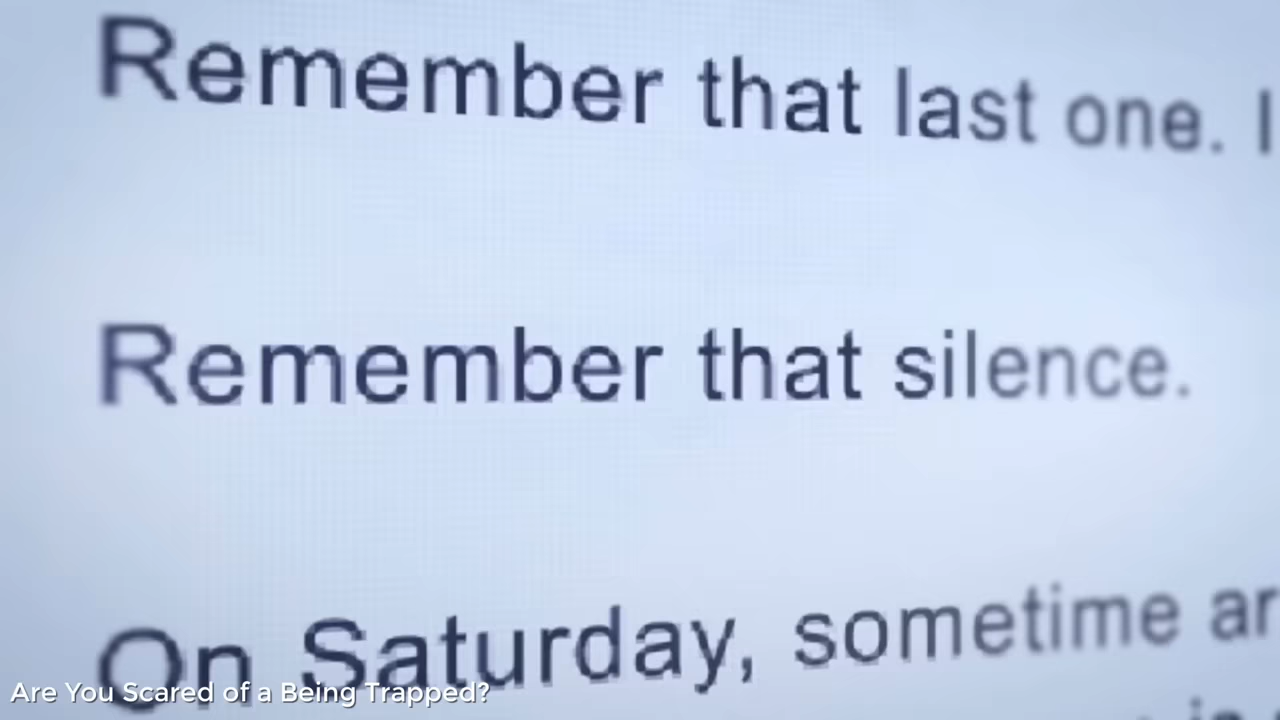 Remember that last one. I
Remember that silence.
On Saturday, sometime ar
Are You Scared of a Being Trapped?